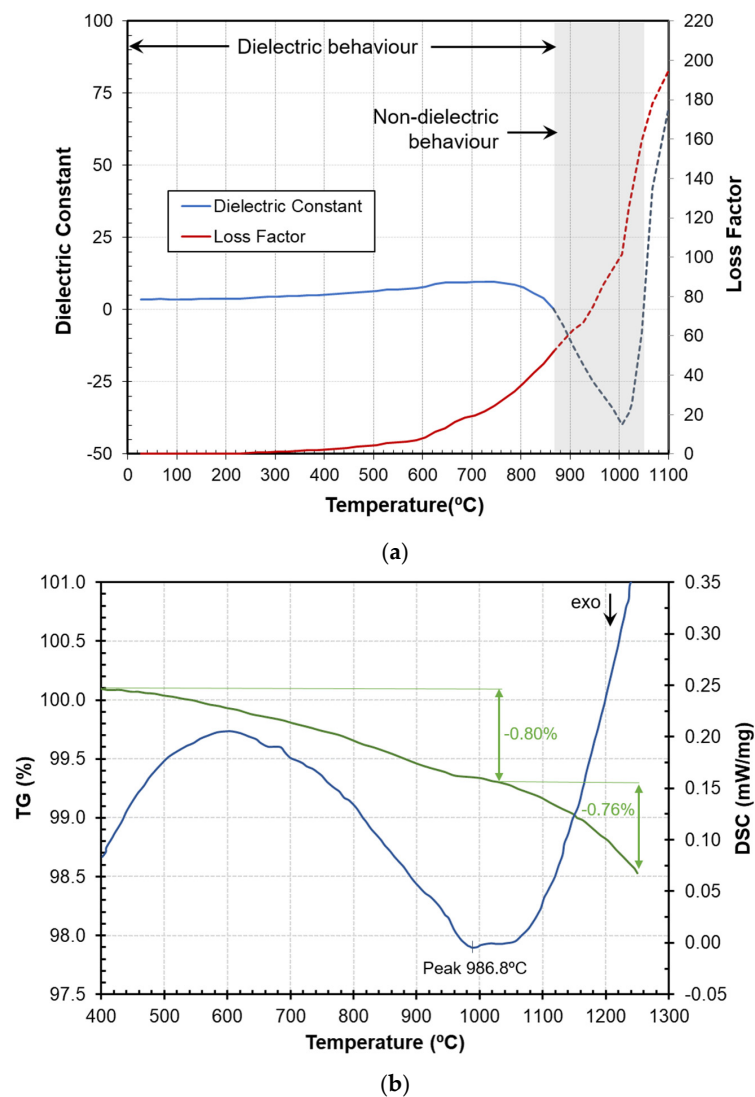 100
75
50
25
0
-25
-50
Dielectric Constant
Dielectric behaviour
Non-dielectric
behaviour
Dielectric Constant
Loss Factor
220
200
180
160
140
120
100
80
60
40
20
0
Loss Factor
0 100 200 300 400 500 600 700 800 900 1000 1100
Temperature(ºC)
(a)
101.0
100.5
100.0
99.5
99.0
98.5
98.0
97.5
TG (%)
exo
-0.80%
-0.76%
Peak 986.8ºC
0.35
0.30
0.25
0.20
0.15
0.10
0.05
0.00
-0.05
DSC (mW/mg)
400 500 600 700 800 900 1000 1100 1200 1300
Temperature (ºC)
(b)